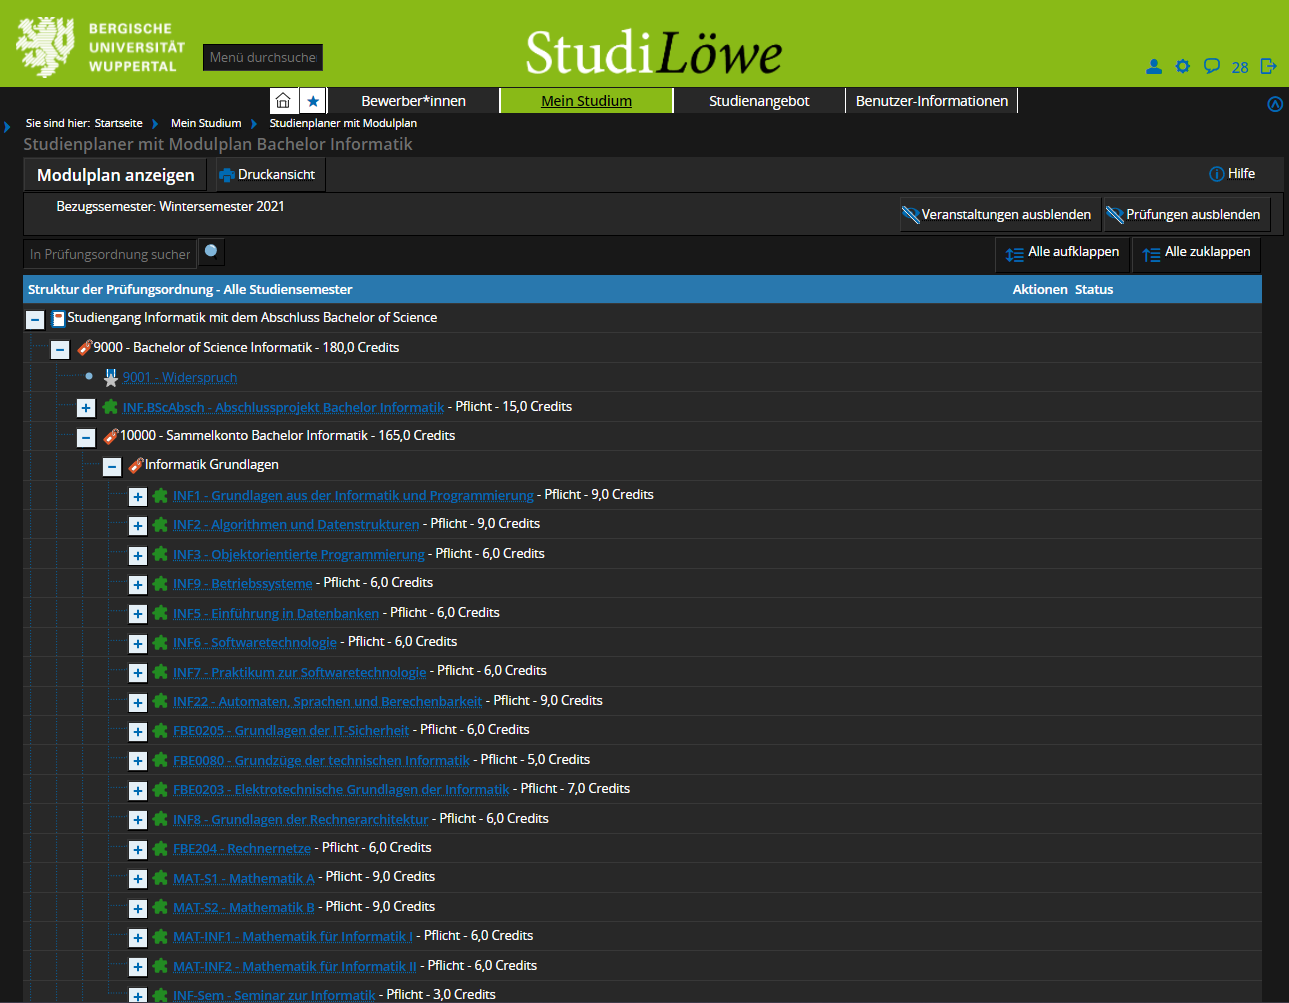 BERGISCHE
UNIVERSITÄT
WUPPERTAL
Menü durchsuche
StudiLöwe
28
Bewerber*innen
Mein Studium
Studienangebot
Benutzer-Informationen
Sie sind hier: Startseite Mein Studium Studienplaner mit Modulplan
Studienplaner mit Modulplan Bachelor Informatik
Modulplan anzeigen Druckansicht Hilfe
Bezugssemester: Wintersemester 2021
Veranstaltungen ausblenden Prüfungen ausblenden
In Prüfungsordnung sucher
Alle aufklappen Alle zuklappen
Struktur der Prüfungsordnung - Alle Studiensemester Aktionen Status
Studiengang Informatik mit dem Abschluss Bachelor of Science
9000 - Bachelor of Science Informatik - 180,0 Credits
9001 - Widerspruch
INF.BScAbsch - Abschlussprojekt Bachelor Informatik - Pflicht - 15,0 Credits
10000 - Sammelkonto Bachelor Informatik - 165,0 Credits
Informatik Grundlagen
INF1 - Grundlagen aus der Informatik und Programmierung - Pflicht - 9,0 Credits
INF2 - Algorithmen und Datenstrukturen - Pflicht - 9,0 Credits
INF3 - Objektorientierte Programmierung - Pflicht - 6,0 Credits
INF9 - Betriebssysteme - Pflicht - 6,0 Credits
INF5 - Einführung in Datenbanken - Pflicht - 6,0 Credits
INF6 - Softwaretechnologie - Pflicht - 6,0 Credits
INF7 - Praktikum zur Softwaretechnologie - Pflicht - 6,0 Credits
INF22 - Automaten, Sprachen und Berechenbarkeit - Pflicht - 9,0 Credits
FBE0205 - Grundlagen der IT-Sicherheit - Pflicht - 6,0 Credits
FBE0080 - Grundzüge der technischen Informatik - Pflicht - 5,0 Credits
FBE0203 - Elektrotechnische Grundlagen der Informatik - Pflicht - 7,0 Credits
INF8 - Grundlagen der Rechnerarchitektur - Pflicht - 6,0 Credits
FBE204 - Rechnernetze - Pflicht - 6,0 Credits
MAT-S1 - Mathematik A - Pflicht - 9,0 Credits
MAT-S2 - Mathematik B - Pflicht - 9,0 Credits
MAT-INF1 - Mathematik für Informatik I - Pflicht - 6,0 Credits
MAT-INF2 - Mathematik für Informatik II - Pflicht - 6,0 Credits
INF-Sem - Seminar zur Informatik - Pflicht - 3,0 Credits